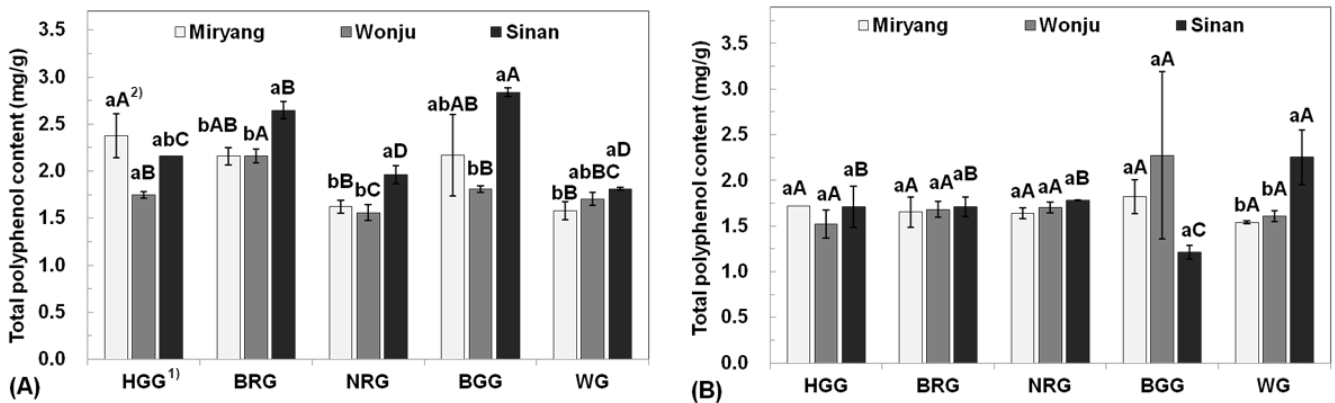 Total polyphenol content (mg/g)
3.5
3.0
2.5
2.0
1.5
1.0
0.5
0.0
Miryang Wonju Sinan
aA2) aB abC
bAB bA aB
bB bC aD
abAB bB aA
bB abBC aD
HGG1) BRG NRG BGG WG
(A)
Total polyphenol content (mg/g)
3.5
3.0
2.5
2.0
1.5
1.0
0.5
0.0
Miryang Wonju Sinan
aA aA aB
aA aA aB
aA aA aB
aA aA aC
bA bA aA
HGG BRG NRG BGG WG
(B)